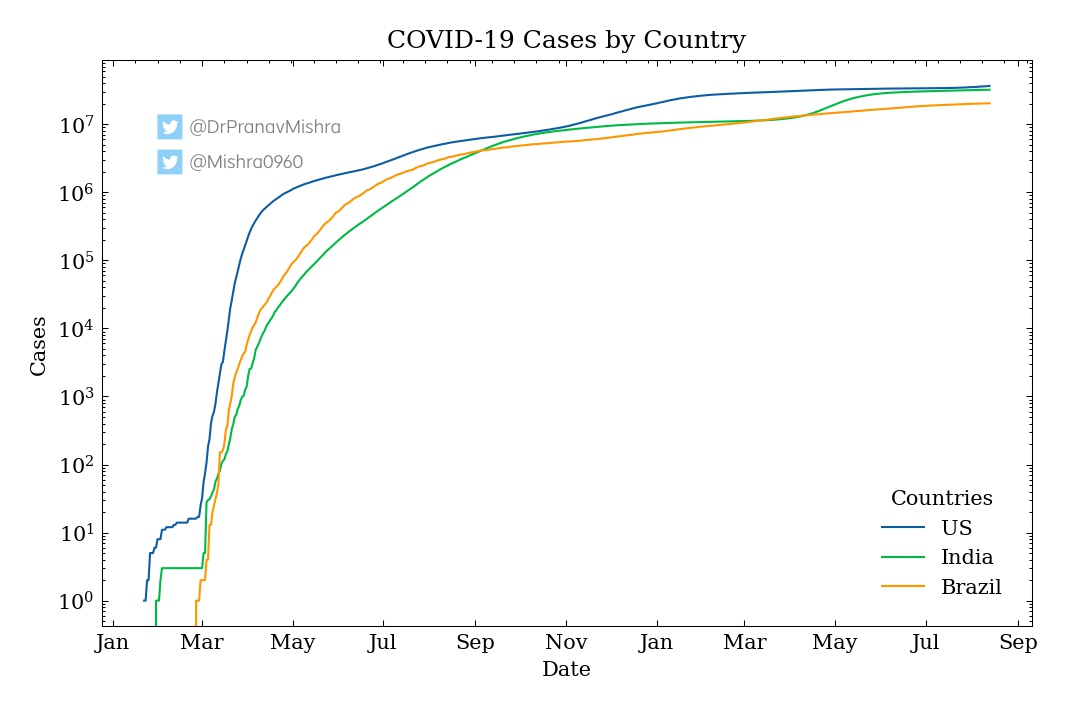 COVID-19 Cases by Country
@DrPranavMishra
@Mishra0960
Cases
10⁷
10⁶
10⁵
10⁴
10³
10²
10¹
10⁰
Countries
US
India
Brazil
Jan Mar May Jul Sep Nov Jan Mar May Jul Sep
Date